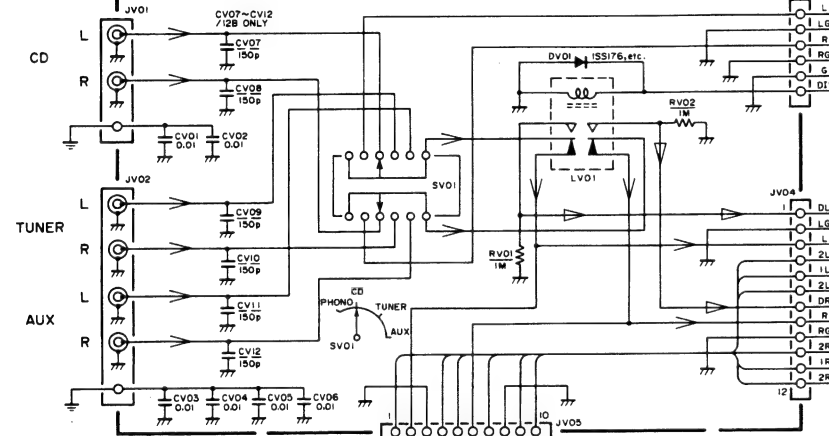 JV01
CV07~CV12
/12B ONLY
CD
L
CV07
150p
R
CV08
150p
CV01
0.01
CV02
0.01
DV01
1SS176, etc.
RV02
1M
LV01
SV01
L
LG
R
RG
G
DI
JV02
TUNER
L
CV09
150p
R
CV10
150p
AUX
L
CV11
150p
R
CV12
150p
CV03
0.01
CV04
0.01
CV05
0.01
CV06
0.01
RV01
1M
PHONO
CD
TUNER
AUX
SV01
JV04
1
DL
LG
L
2L
1L
2L
DR
R
RG
2R
1R
2R
12
1
10
JV05